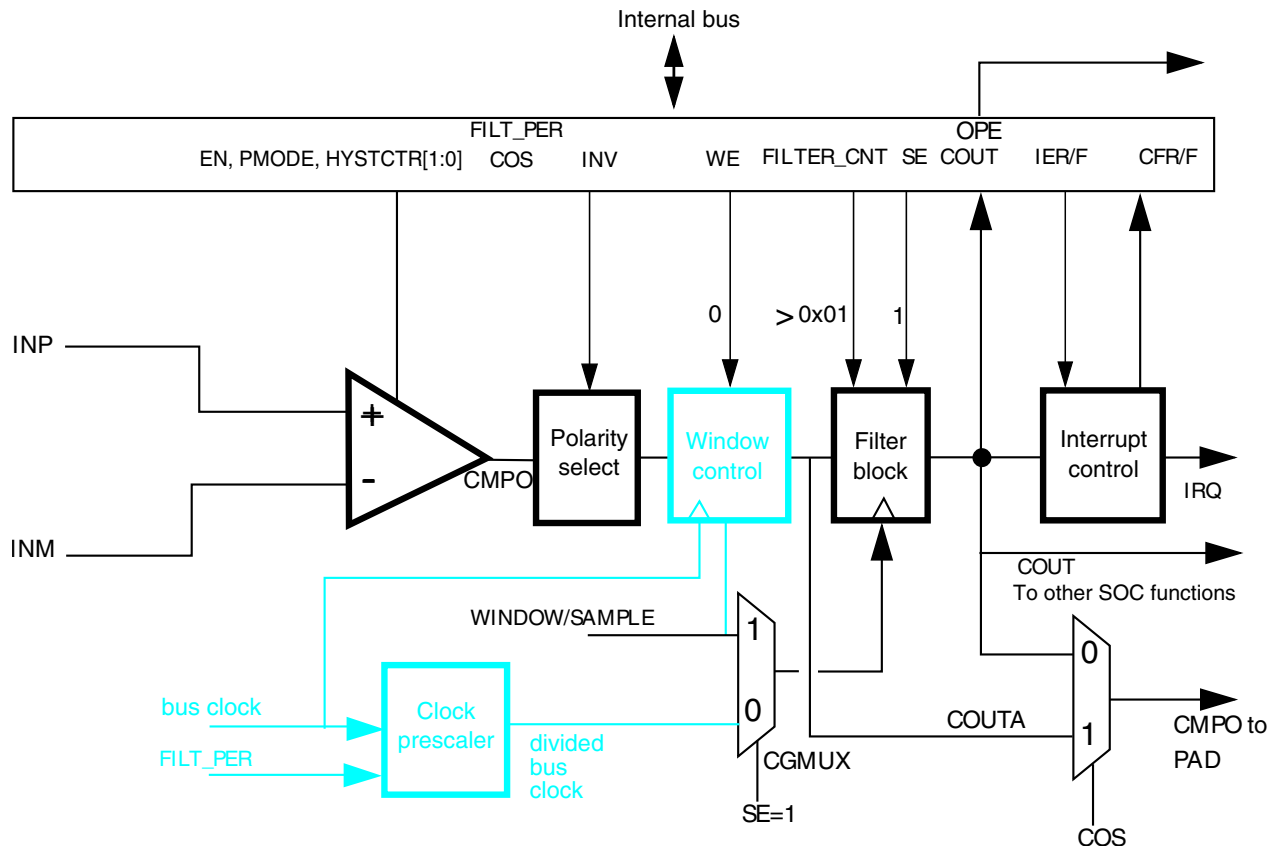 Internal bus
FILT_PER
OPE
EN, PMODE, HYSTCTR[1:0]
COS
INV
WE
FILTER_CNT
SE
COUT
IER/F
CFR/F
0
> 0x01
1
INP
INM
+
-
CMPO
Polarity
select
Window
control
Filter
block
Interrupt
control
IRQ
COUT
To other SOC functions
WINDOW/SAMPLE
1
0
CGMUX
SE=1
bus clock
FILT_PER
Clock
prescaler
divided
bus
clock
COUTA
0
1
CMPO to
PAD
COS